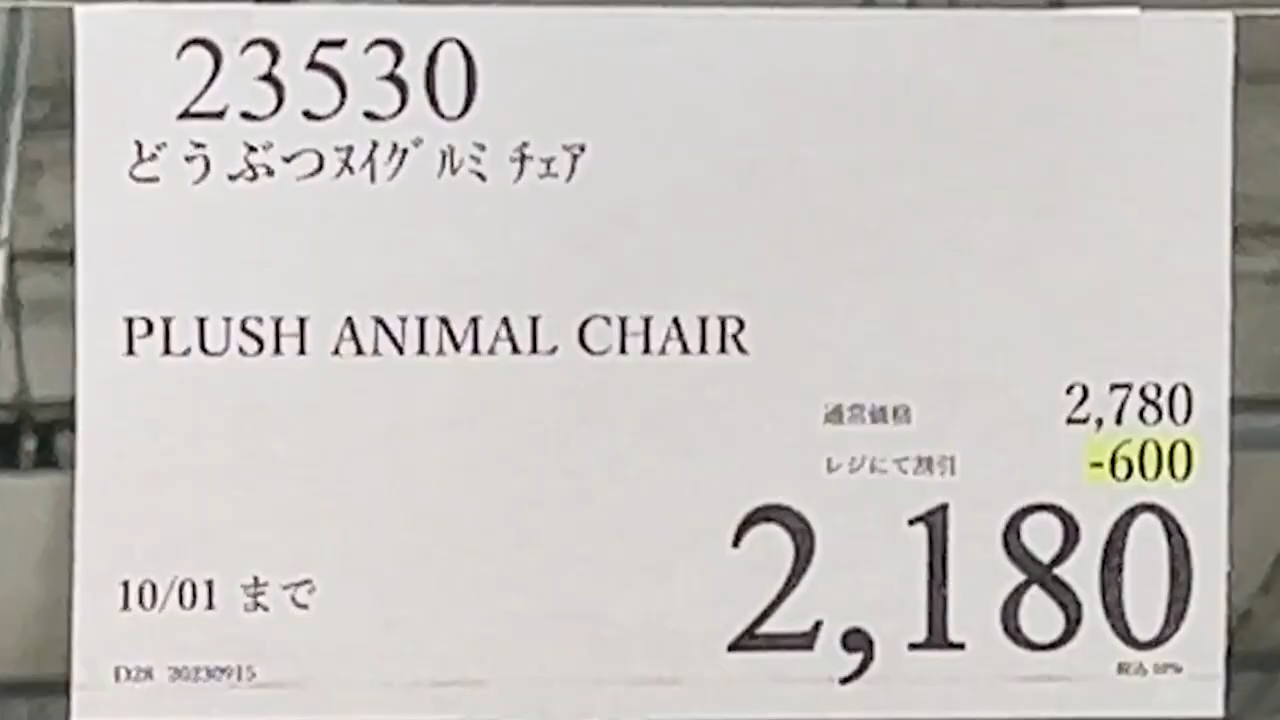 23530
どうぶつﾇｲｸﾞﾙﾐ ﾁｪｱ
PLUSH ANIMAL CHAIR
通常価格 2,780
レジにて割引 -600
2,180
10/01 まで
D28 20230915
税込 10%